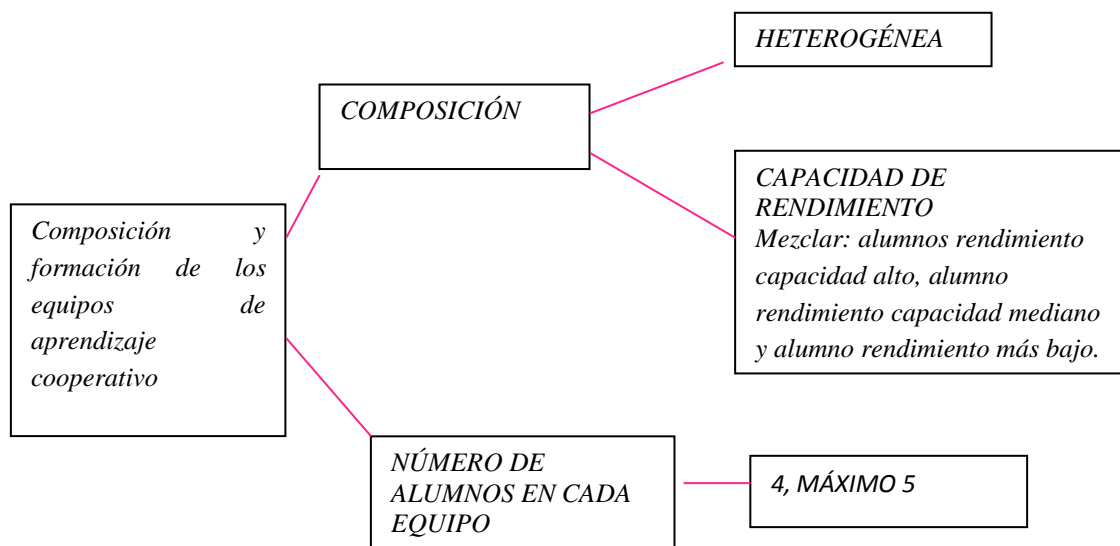 Composición y
formación de los
equipos de
aprendizaje
cooperativo
COMPOSICIÓN
HETEROGÉNEA
CAPACIDAD DE
RENDIMIENTO
Mezclar: alumnos rendimiento
capacidad alto, alumno
rendimiento capacidad mediano
y alumno rendimiento más bajo.
NÚMERO DE
ALUMNOS EN CADA
EQUIPO
4, MÁXIMO 5